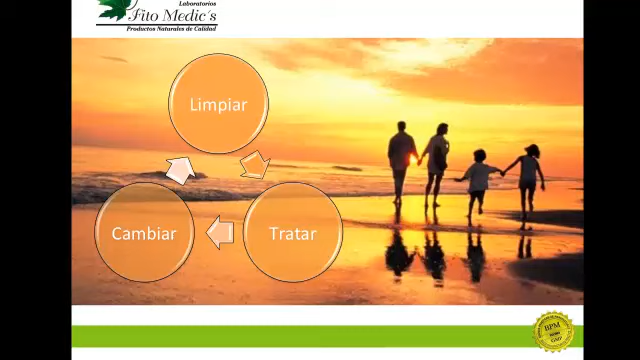 Laboratorios
Fito Medic's
Productos Naturales de Calidad
Limpiar
Cambiar
Tratar
BPM